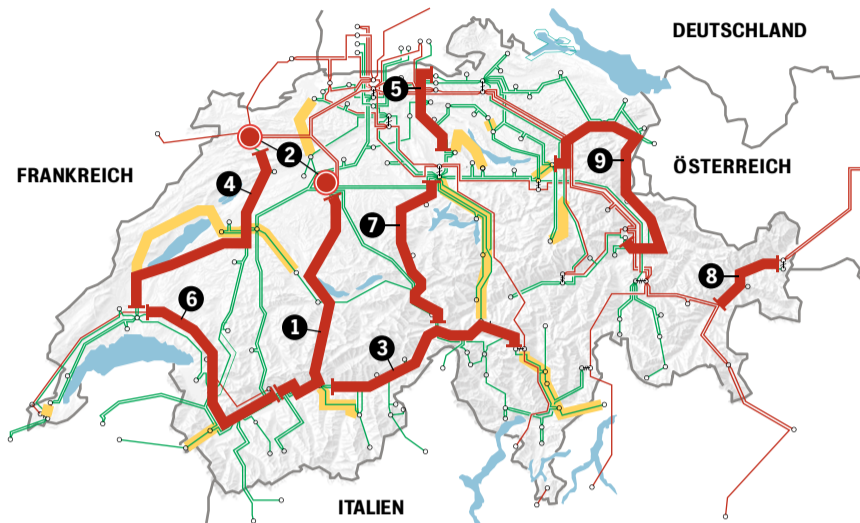 DEUTSCHLAND
5
2
9
FRANKREICH
ÖSTERREICH
4
7
8
6
1
3
ITALIEN